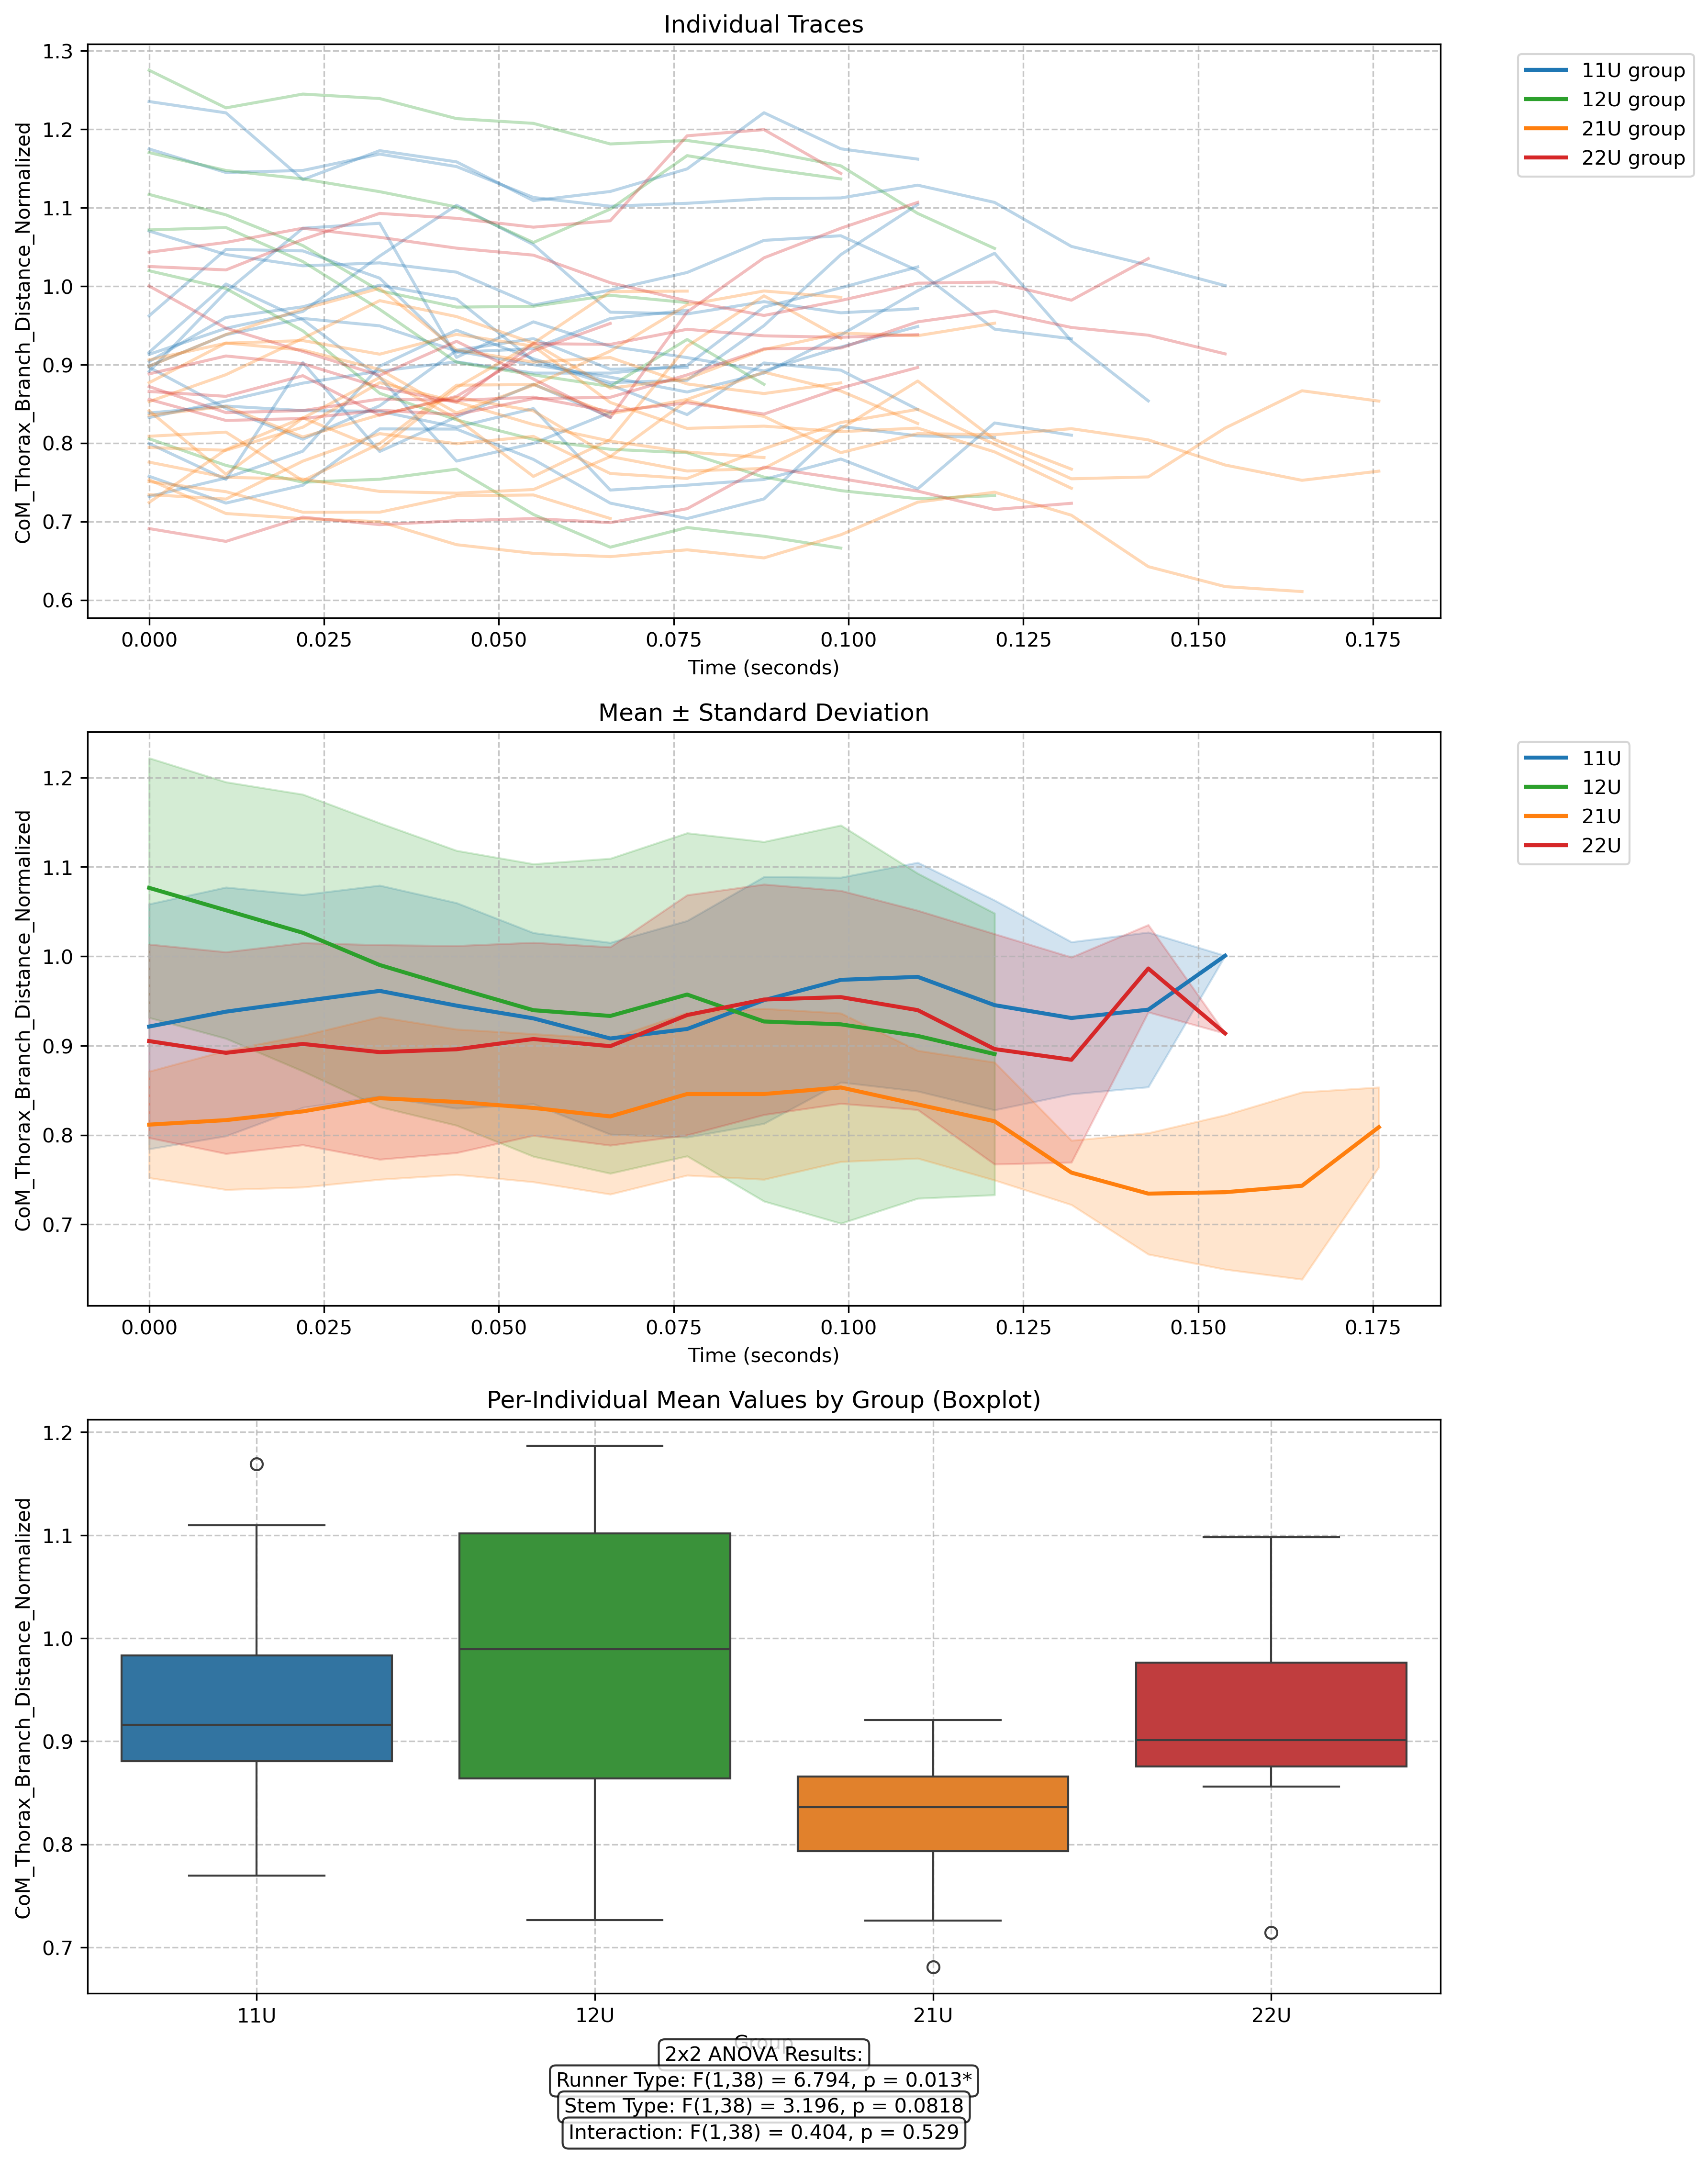 Individual Traces
CoM_Thorax_Branch_Distance_Normalized
1.3
1.2
1.1
1.0
0.9
0.8
0.7
0.6
0.000 0.025 0.050 0.075 0.100 0.125 0.150 0.175
Time (seconds)
11U group
12U group
21U group
22U group
Mean ± Standard Deviation
CoM_Thorax_Branch_Distance_Normalized
1.2
1.1
1.0
0.9
0.8
0.7
0.000 0.025 0.050 0.075 0.100 0.125 0.150 0.175
Time (seconds)
11U
12U
21U
22U
Per-Individual Mean Values by Group (Boxplot)
CoM_Thorax_Branch_Distance_Normalized
1.2
1.1
1.0
0.9
0.8
0.7
11U 12U 21U 22U
Group
2x2 ANOVA Results:
Runner Type: F(1,38) = 6.794, p = 0.013*
Stem Type: F(1,38) = 3.196, p = 0.0818
Interaction: F(1,38) = 0.404, p = 0.529